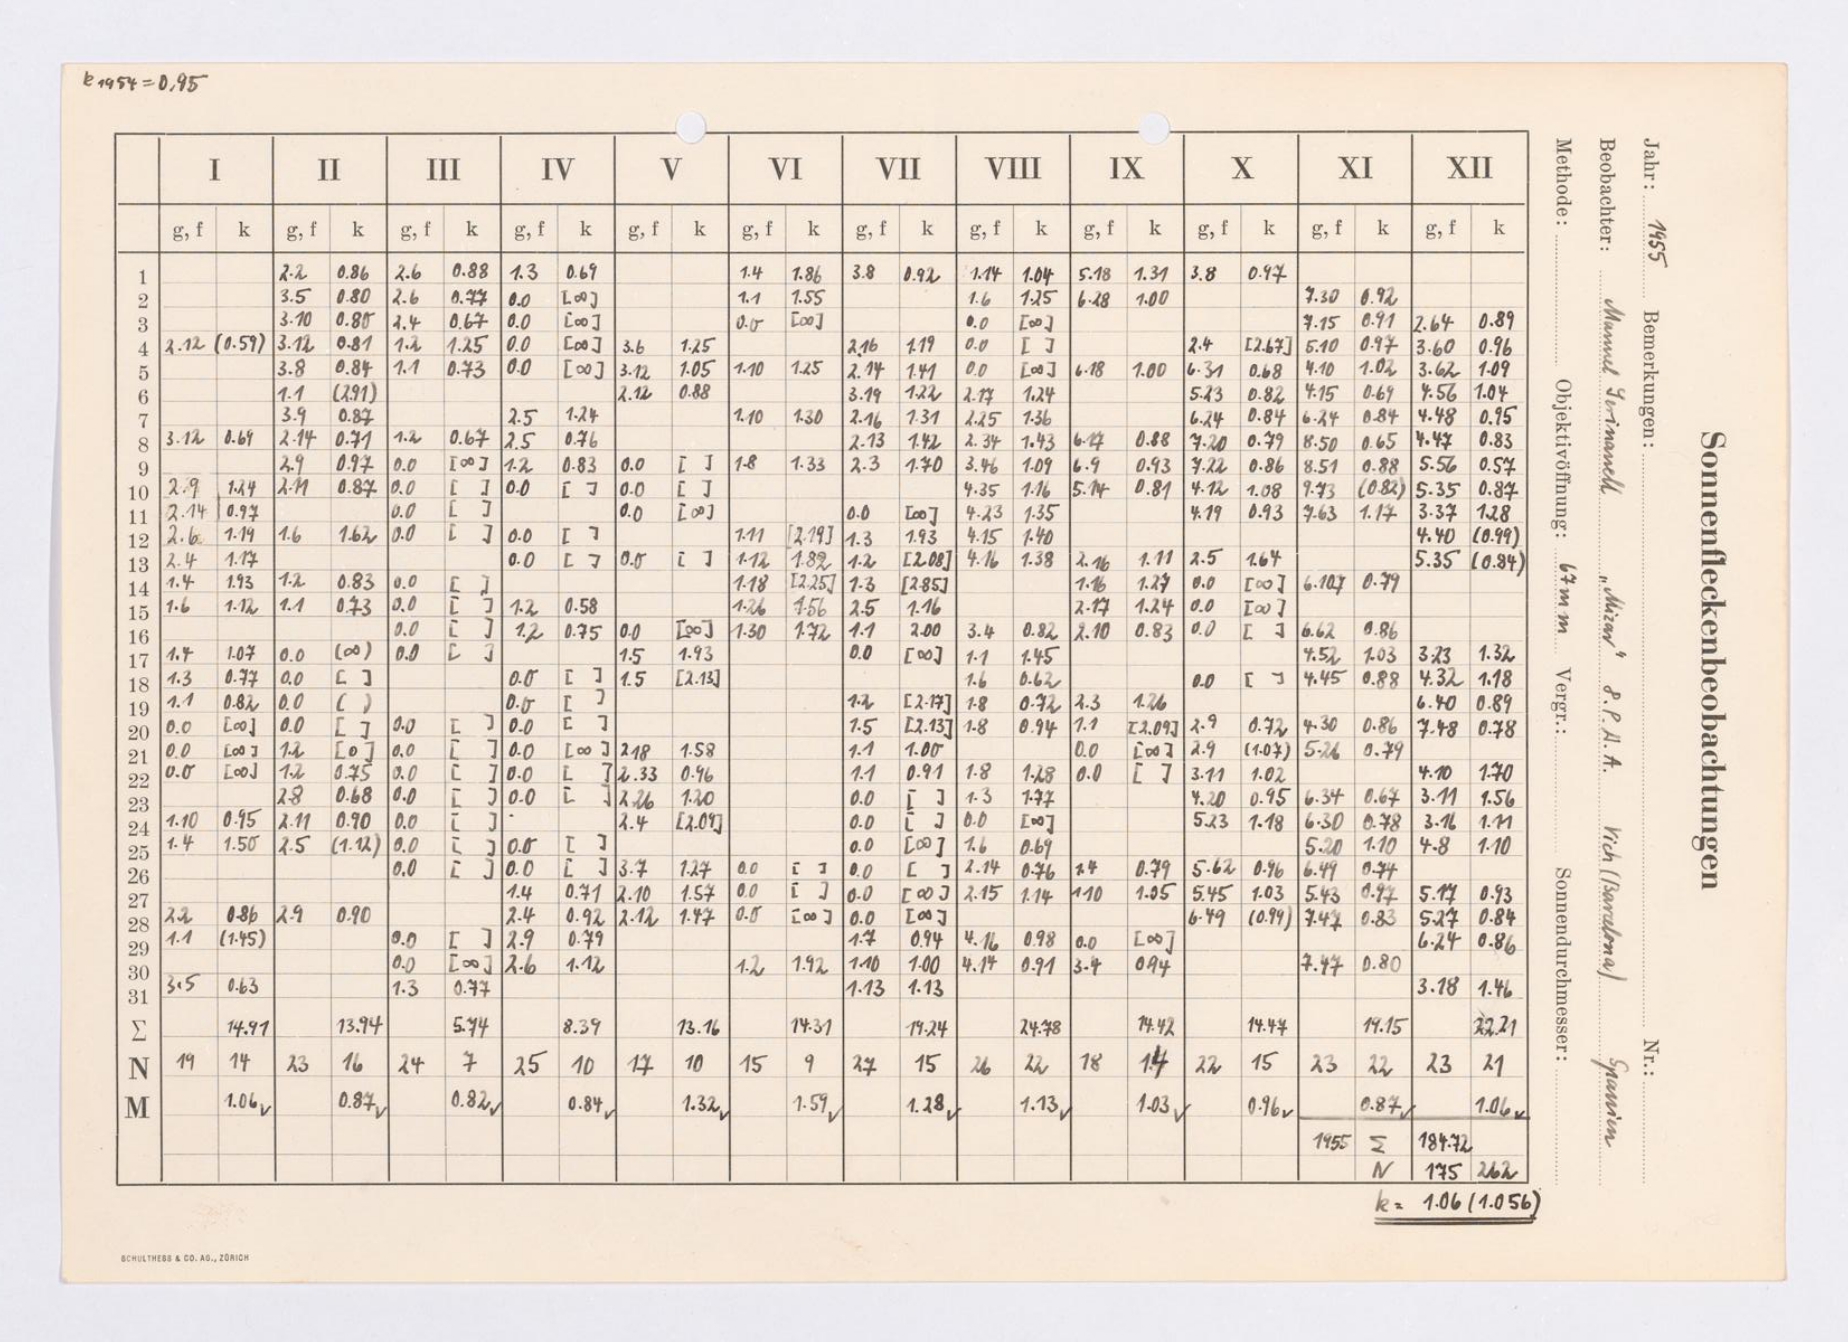 k 1954 = 0,95
I II III IV V VI VII VIII IX X XI XII
g, f k g, f k g, f k g, f k g, f k g, f k g, f k g, f k g, f k g, f k g, f k g, f k
1 2.2 0.86 2.6 0.88 1.3 0.69 1.4 1.86 3.8 0.92 1.14 1.04 5.18 1.31 3.8 0.97
2 3.5 0.80 2.6 0.77 0.0 [∞] 1.1 1.55 1.6 1.25 6.28 1.00 7.30 0.92
3 3.10 0.80 2.4 0.67 0.0 [∞] 0.0 [∞] 0.0 [∞] 7.15 0.91 2.64 0.89
4 2.12 (0.59) 3.12 0.81 1.2 1.25 0.0 [∞] 3.6 1.25 2.16 1.19 0.0 [ ] 2.4 [2.67] 5.10 0.97 3.60 0.96
5 3.8 0.84 1.1 0.73 0.0 [∞] 3.12 1.05 1.10 1.25 2.14 1.41 0.0 [∞] 6.18 1.00 6.31 0.68 4.10 1.02 3.62 1.09
6 1.1 (2.91) 2.12 0.88 3.19 1.22 2.17 1.24 5.23 0.82 4.15 0.69 4.56 1.04
7 3.9 0.87 2.5 1.24 1.10 1.30 2.16 1.31 2.25 1.36 6.24 0.84 6.24 0.84 4.48 0.95
8 3.12 0.69 2.14 0.71 1.2 0.67 2.5 0.76 2.13 1.42 2.34 1.43 6.17 0.88 7.20 0.79 8.50 0.65 4.47 0.83
9 2.9 0.97 0.0 [∞] 1.2 0.83 0.0 [ ] 1.8 1.33 2.3 1.70 3.46 1.09 6.9 0.93 7.22 0.86 8.51 0.88 5.56 0.57
10 2.9 1.24 2.11 0.87 0.0 [ ] 0.0 [ ] 0.0 [ ] 4.35 1.16 5.14 0.81 4.12 1.08 9.73 (0.82) 5.35 0.87
11 2.14 0.97 0.0 [ ] 0.0 [∞] 0.0 [∞] 4.23 1.35 4.19 0.93 7.63 1.17 3.37 1.28
12 2.6 1.19 1.6 1.62 0.0 [ ] 0.0 [ ] 1.11 [2.19] 1.3 1.93 4.15 1.40 4.40 (0.99)
13 2.4 1.17 0.0 [ ] 0.0 [ ] 1.12 1.82 1.2 [2.08] 4.16 1.38 2.16 1.11 2.5 1.64 5.35 (0.84)
14 1.4 1.93 1.2 0.83 0.0 [ ] 1.18 [2.25] 1.3 [2.85] 1.16 1.27 0.0 [∞] 6.107 0.79
15 1.6 1.12 1.1 0.73 0.0 [ ] 1.2 0.58 1.26 1.56 2.5 1.16 2.17 1.24 0.0 [∞]
16 0.0 [ ] 1.2 0.75 0.0 [∞] 1.30 1.72 1.1 2.00 3.4 0.82 2.10 0.83 0.0 [ ] 6.62 0.86
17 1.4 1.07 0.0 (∞) 0.0 [ ] 1.5 1.93 0.0 [∞] 1.1 1.45 4.52 1.03 3.23 1.32
18 1.3 0.77 0.0 [ ] 0.0 [ ] 1.5 [2.13] 1.6 0.62 0.0 [ ] 4.45 0.88 4.32 1.18
19 1.1 0.82 0.0 ( ) 0.0 [ ] 1.2 [2.17] 1.8 0.72 2.3 1.26 6.40 0.89
20 0.0 [∞] 0.0 [ ] 0.0 [ ] 0.0 [ ] 1.5 [2.13] 1.8 0.94 1.1 [2.09] 2.9 0.72 4.30 0.86 7.48 0.78
21 0.0 [∞] 1.2 [0] 0.0 [ ] 0.0 [∞] 2.18 1.58 1.1 1.00 0.0 [∞] 2.9 (1.07) 5.26 0.79
22 0.0 [∞] 1.2 0.75 0.0 [ ] 0.0 [ ] 2.33 0.96 1.1 0.91 1.8 1.28 0.0 [ ] 3.11 1.02 4.10 1.70
23 2.8 0.68 0.0 [ ] 0.0 [ ] 2.26 1.20 0.0 [ ] 1.3 1.77 4.20 0.95 6.34 0.67 3.11 1.56
24 1.10 0.95 2.11 0.90 0.0 [ ] 2.4 [2.09] 0.0 [ ] 0.0 [∞] 5.23 1.18 6.30 0.78 3.16 1.11
25 1.4 1.50 2.5 (1.12) 0.0 [ ] 0.0 [ ] 0.0 [∞] 1.6 0.69 5.20 1.10 4.8 1.10
26 0.0 [ ] 0.0 [ ] 3.7 1.27 0.0 [ ] 0.0 [ ] 2.14 0.76 1.4 0.79 5.62 0.96 6.49 0.74
27 1.4 0.71 2.10 1.57 0.0 [ ] 0.0 [∞] 2.15 1.14 1.10 1.05 5.45 1.03 5.43 0.97 5.17 0.93
28 2.2 0.86 2.9 0.90 2.4 0.92 2.12 1.47 0.0 [∞] 0.0 [∞] 6.49 (0.99) 7.47 0.83 5.27 0.84
29 1.1 (1.45) 0.0 [ ] 2.9 0.79 1.7 0.94 4.16 0.98 0.0 [∞] 6.24 0.86
30 0.0 [∞] 2.6 1.12 1.2 1.92 1.10 1.00 4.14 0.91 3.4 0.94 7.47 0.80
31 3.5 0.63 1.3 0.77 1.13 1.13 3.18 1.46
Σ 14.91 13.94 5.74 8.39 13.16 14.31 19.24 24.78 14.42 14.47 19.15 22.21
N 19 14 23 16 24 7 25 10 17 10 15 9 27 15 26 22 18 14 22 15 23 22 23 21
M 1.06✓ 0.87✓ 0.82✓ 0.84✓ 1.32✓ 1.59✓ 1.28✓ 1.13✓ 1.03✓ 0.96✓ 0.87✓ 1.06✓
1955 Σ 184.72
N 175 262
k = 1.06 (1.056)
SCHULTHESS & CO. AG., ZÜRICH
Sonnenfleckenbeobachtungen
Jahr: 1955 Bemerkungen: Nr.:
Beobachter: Manuel „Mizar“ 8.P.A.A. Vich (Barcelona) Spanien
Methode: Objektivöffnung: 67 mm Vergr.: Sonnendurchmesser: